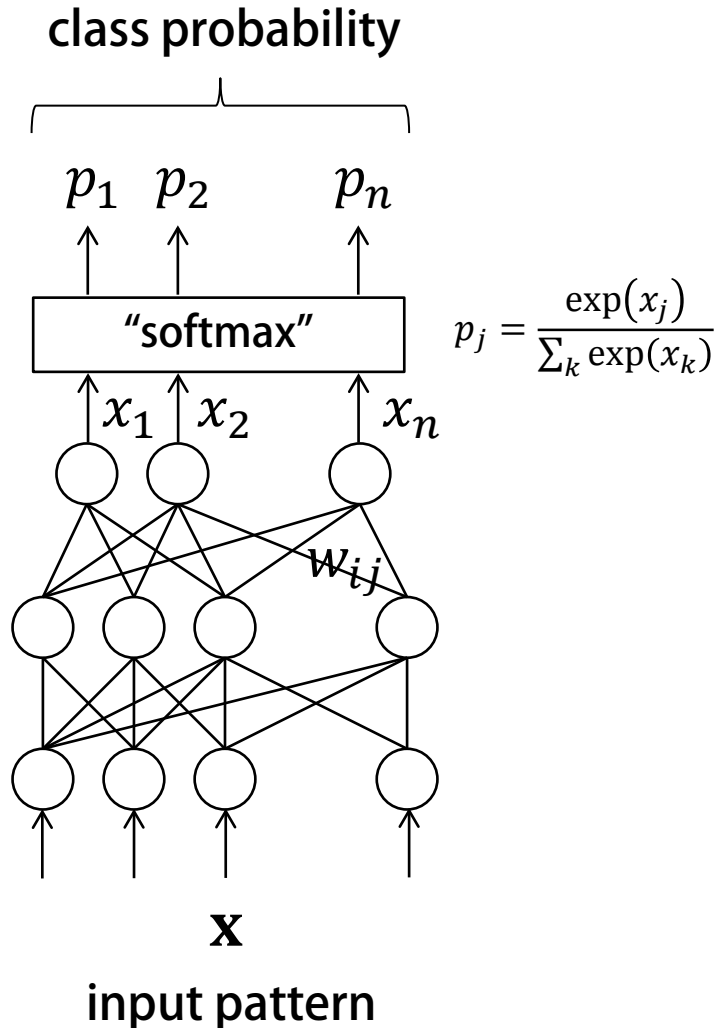 class probability
p₁ p₂ pₙ
“softmax”
pⱼ = exp(xⱼ) / ∑ₖ exp(xₖ)
x₁ x₂ xₙ
wᵢⱼ
x
input pattern